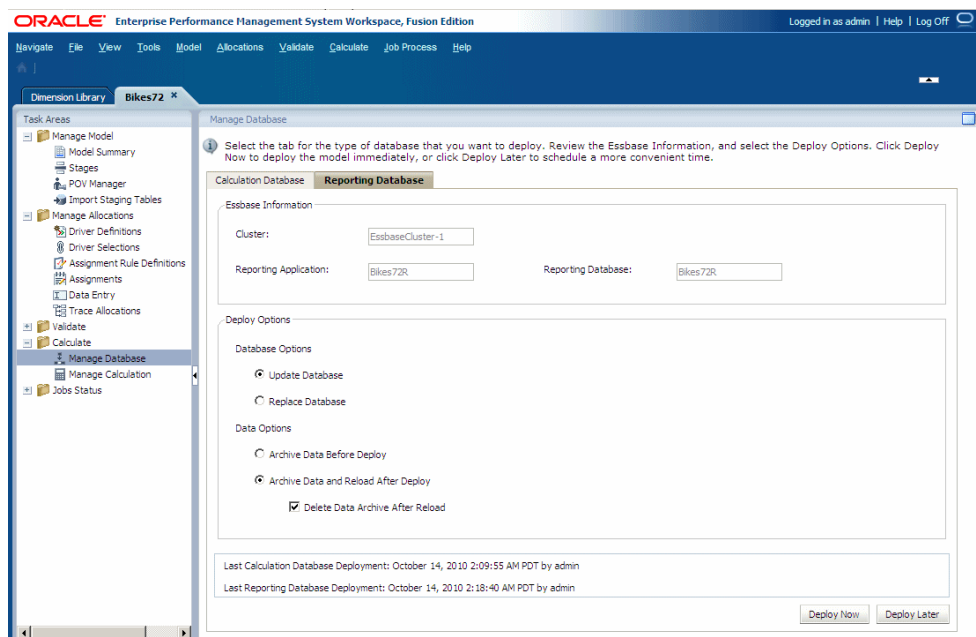 ORACLE® Enterprise Performance Management System Workspace, Fusion Edition
Logged in as admin | Help | Log Off
Navigate File View Tools Model Allocations Validate Calculate Job Process Help
Dimension Library Bikes72 ×
Task Areas
Manage Model
Model Summary
Stages
POV Manager
Import Staging Tables
Manage Allocations
Driver Definitions
Driver Selections
Assignment Rule Definitions
Assignments
Data Entry
Trace Allocations
Validate
Calculate
Manage Database
Manage Calculation
Jobs Status
Manage Database
Select the tab for the type of database that you want to deploy. Review the Essbase Information, and select the Deploy Options. Click Deploy
Now to deploy the model immediately, or click Deploy Later to schedule a more convenient time.
Calculation Database Reporting Database
Essbase Information
Cluster: EssbaseCluster-1
Reporting Application: Bikes72R Reporting Database: Bikes72R
Deploy Options
Database Options
Update Database
Replace Database
Data Options
Archive Data Before Deploy
Archive Data and Reload After Deploy
Delete Data Archive After Reload
Last Calculation Database Deployment: October 14, 2010 2:09:55 AM PDT by admin
Last Reporting Database Deployment: October 14, 2010 2:18:40 AM PDT by admin
Deploy Now Deploy Later